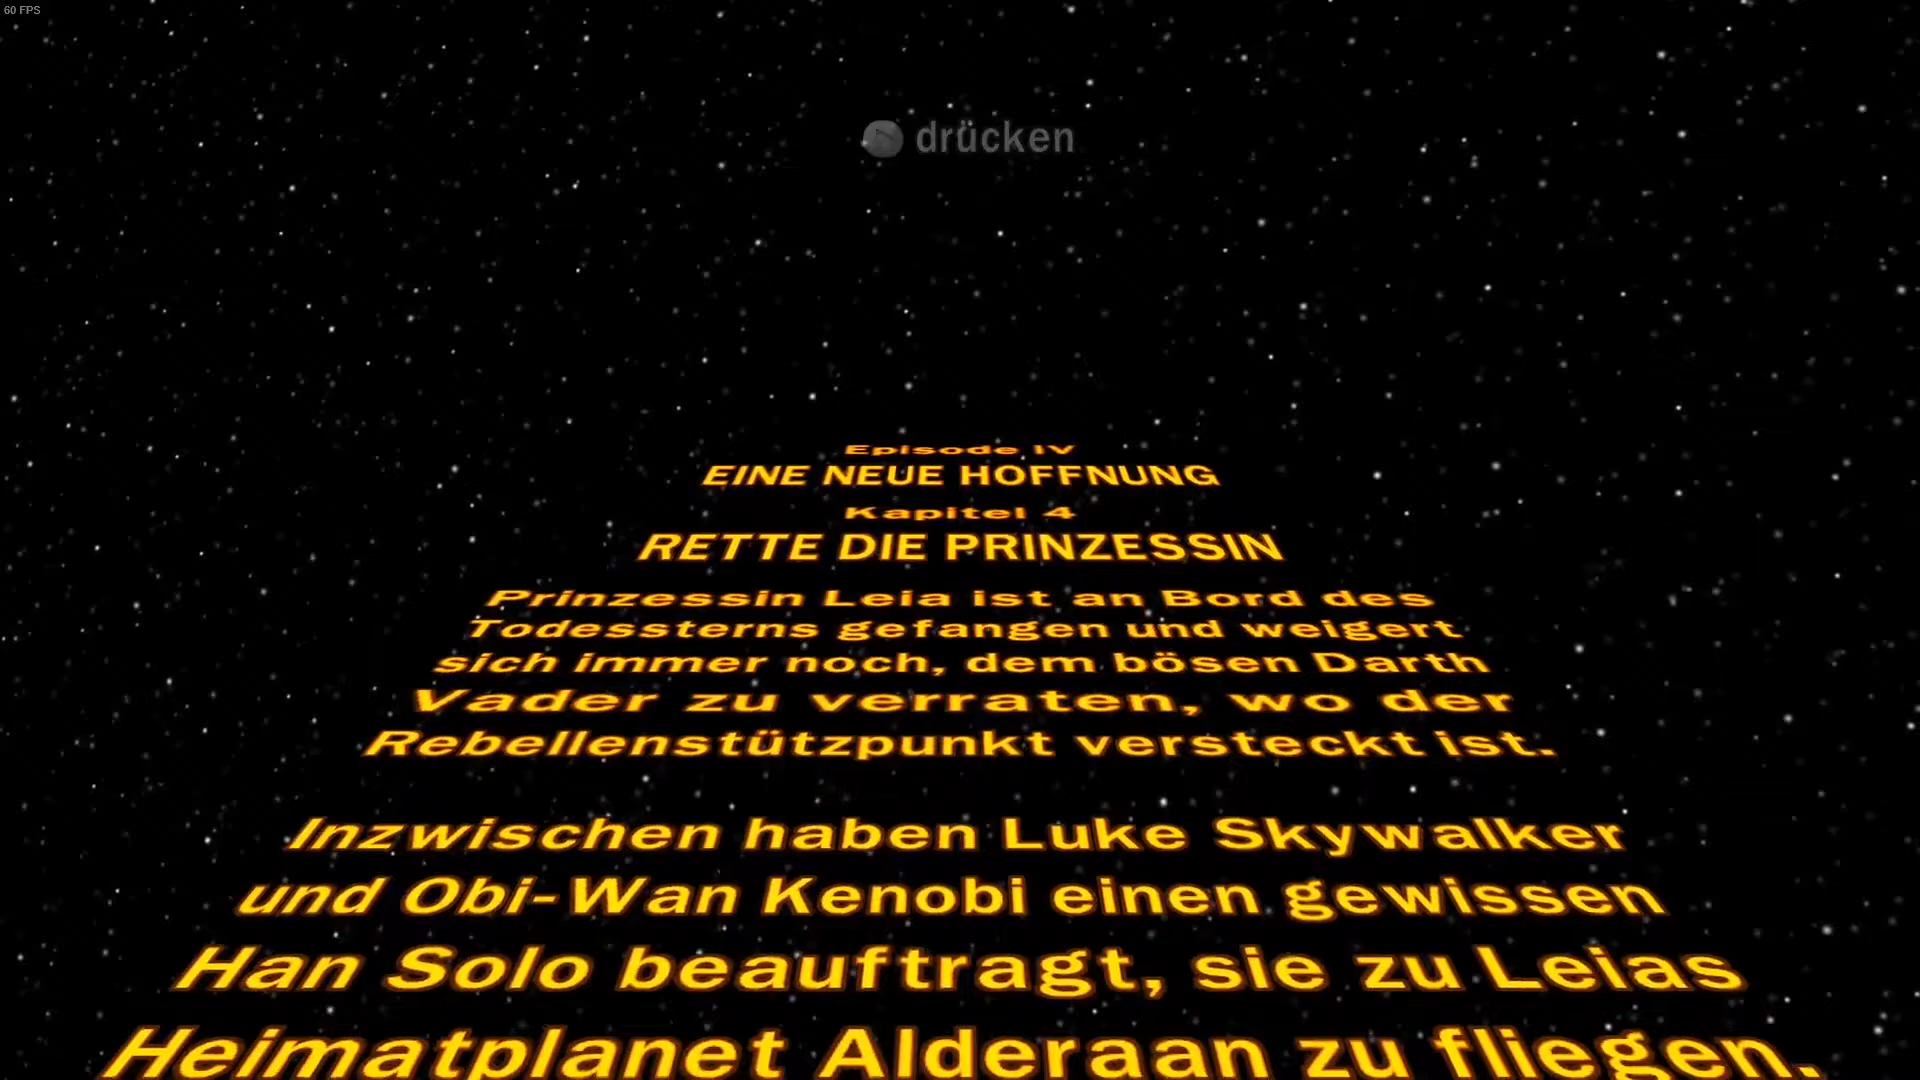 60 FPS
drücken
Episode IV
EINE NEUE HOFFNUNG
Kapitel 4
RETTE DIE PRINZESSIN
Prinzessin Leia ist an Bord des
Todessterns gefangen und weigert
sich immer noch, dem bösen Darth
Vader zu verraten, wo der
Rebellenstützpunkt versteckt ist.
Inzwischen haben Luke Skywalker
und Obi-Wan Kenobi einen gewissen
Han Solo beauftragt, sie zu Leias
Heimatplanet Alderaan zu fliegen.